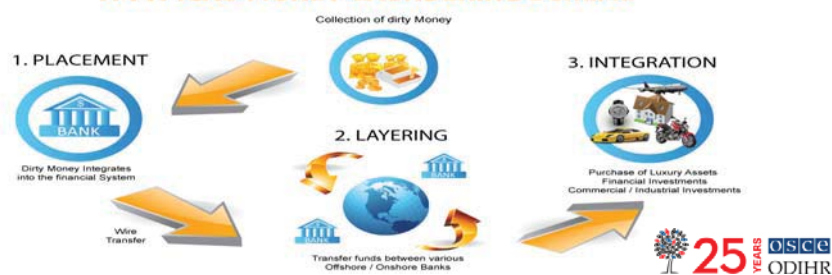 Collection of dirty Money
1. PLACEMENT
BANK
Dirty Money Integrates
into the financial System
Wire
Transfer
2. LAYERING
BANK
BANK
Transfer funds between various
Offshore / Onshore Banks
3. INTEGRATION
Purchase of Luxury Assets
Financial Investments
Commercial / Industrial Investments
25 YEARS
osce
ODIHR